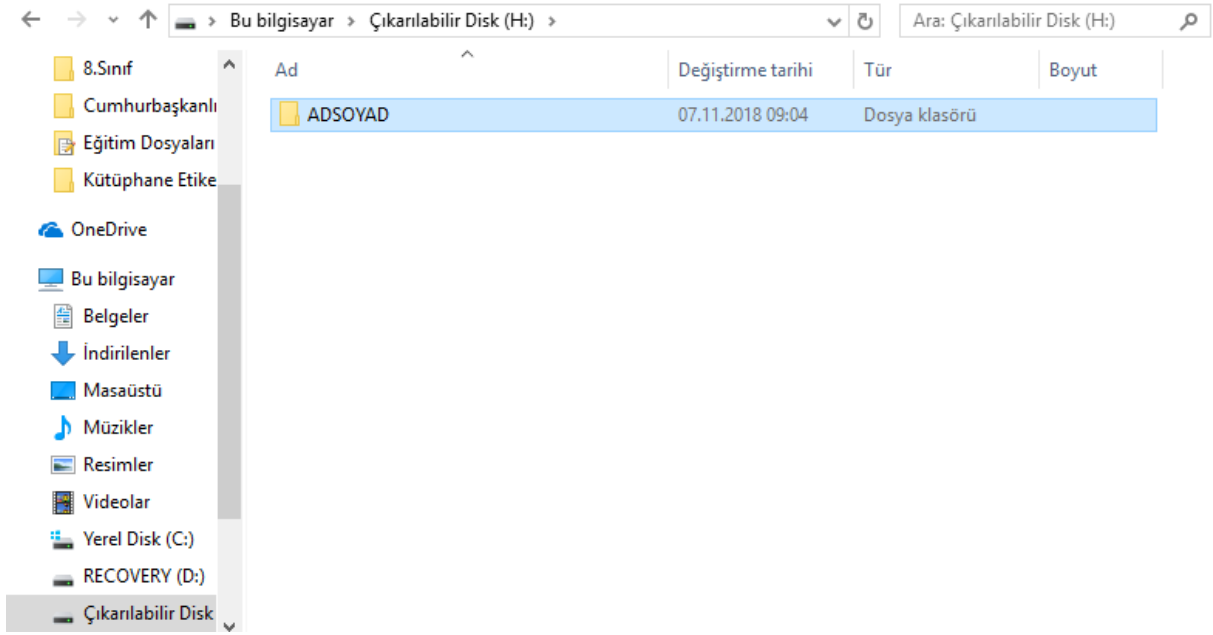 Bu bilgisayar > Çıkarılabilir Disk (H:) >
Ara: Çıkarılabilir Disk (H:)
8.Sınıf
Cumhurbaşkanlı
Eğitim Dosyaları
Kütüphane Etike
OneDrive
Bu bilgisayar
Belgeler
İndirilenler
Masaüstü
Müzikler
Resimler
Videolar
Yerel Disk (C:)
RECOVERY (D:)
Çıkarılabilir Disk
Ad Değiştirme tarihi Tür Boyut
ADSOYAD 07.11.2018 09:04 Dosya klasörü